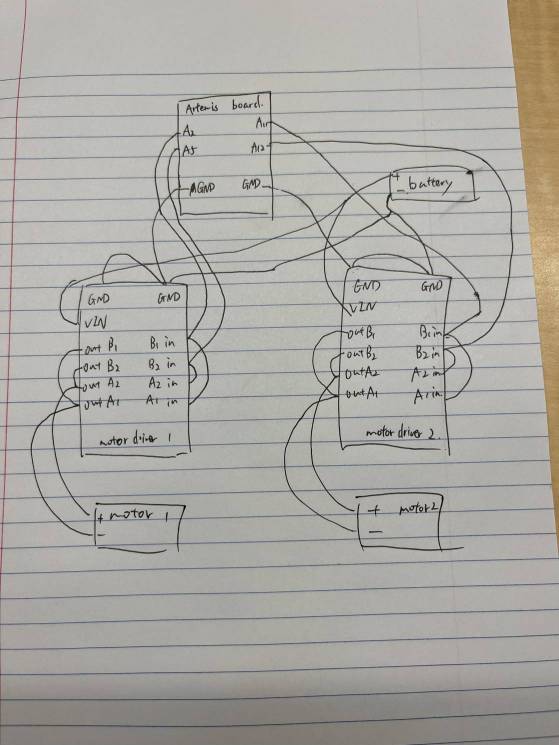 Artemis board.
A2 A11
A5 A12
GND GND
+ battery
-
GND GND
VIN
out B1 B1 in
out B2 B2 in
out A2 A2 in
out A1 A1 in
motor driver 1
GND GND
VIN
out B1 B1 in
out B2 B2 in
out A2 A2 in
out A1 A1 in
motor driver 2.
+ motor 1
-
+ motor 2
-